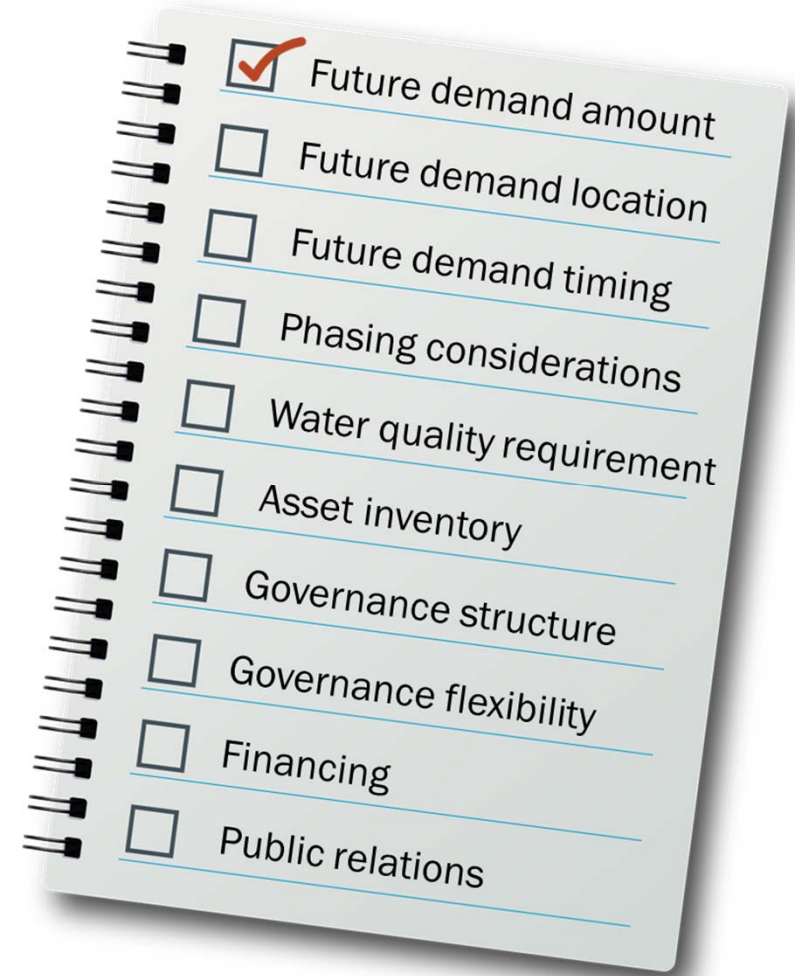 Future demand amount
Future demand location
Future demand timing
Phasing considerations
Water quality requirement
Asset inventory
Governance structure
Governance flexibility
Financing
Public relations